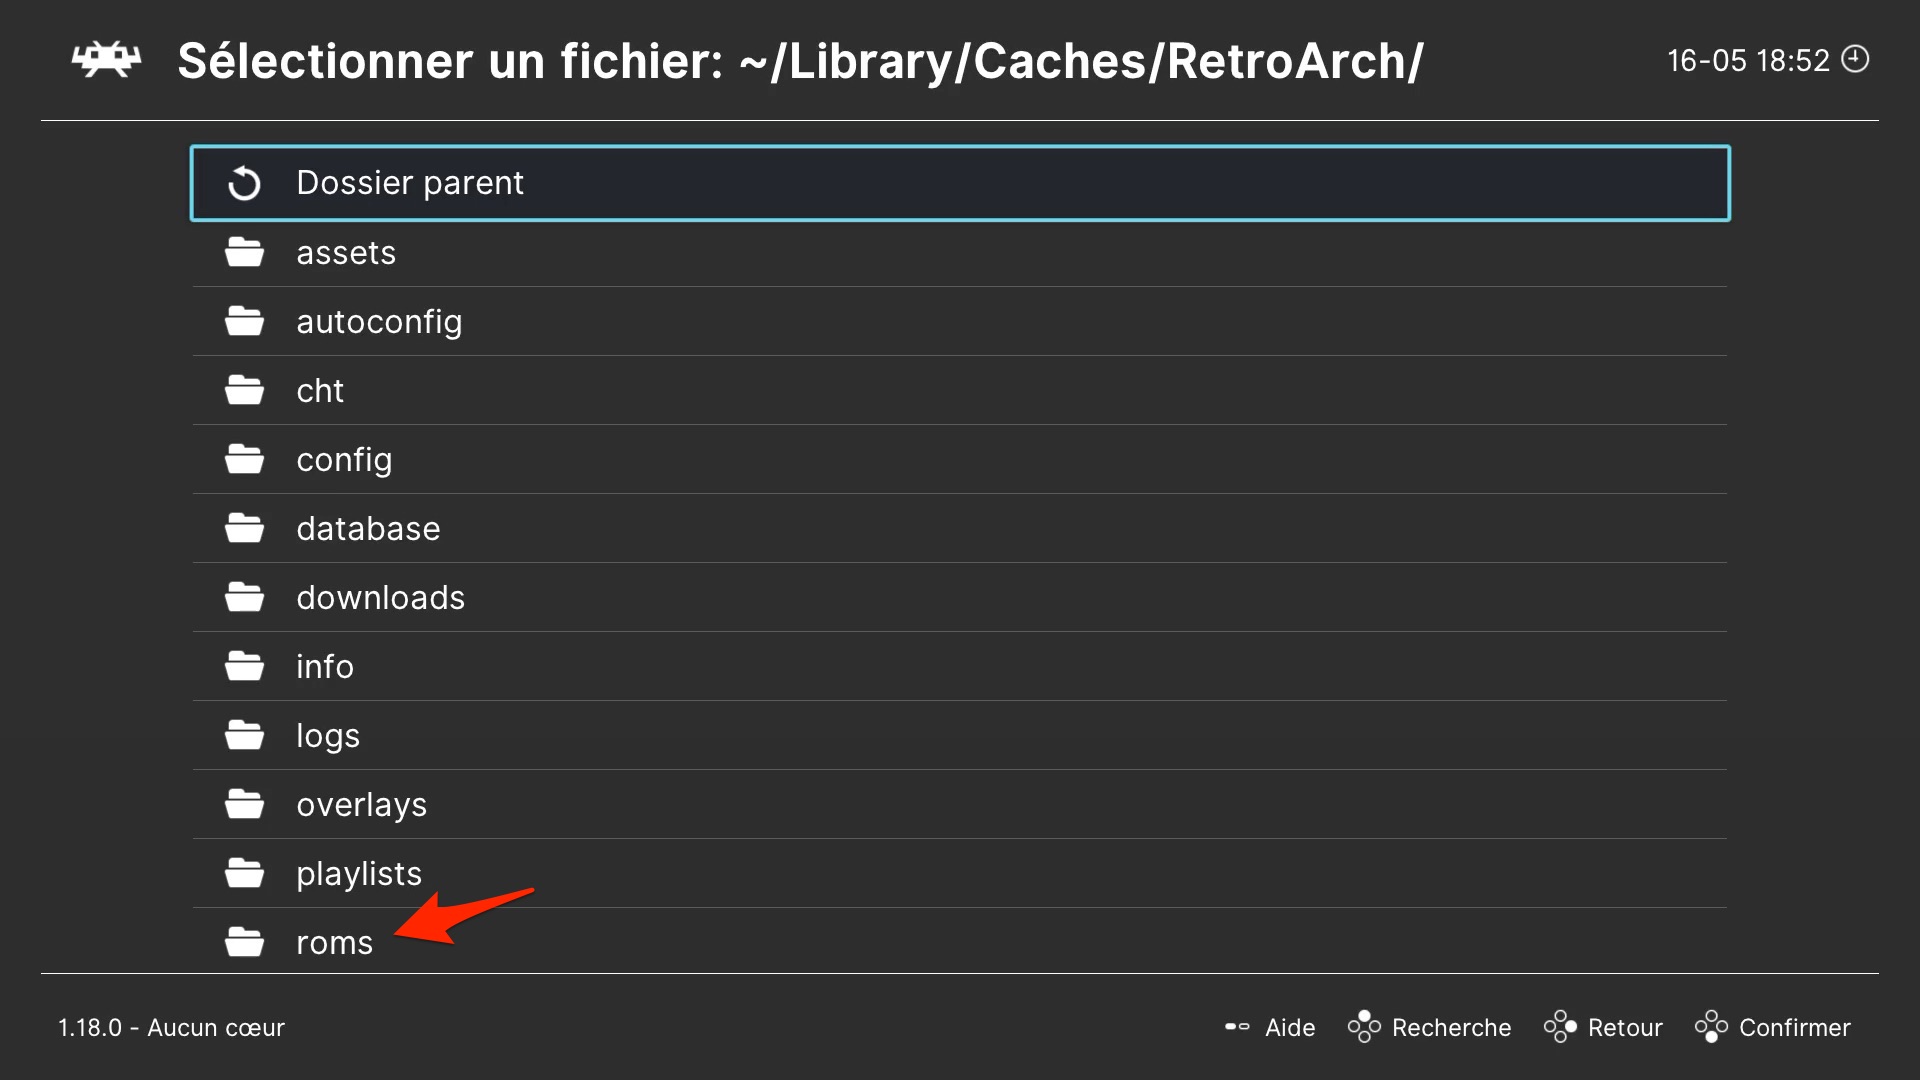 Sélectionner un fichier: ~/Library/Caches/RetroArch/
16-05 18:52
Dossier parent
assets
autoconfig
cht
config
database
downloads
info
logs
overlays
playlists
roms
1.18.0 - Aucun cœur
Aide
Recherche
Retour
Confirmer